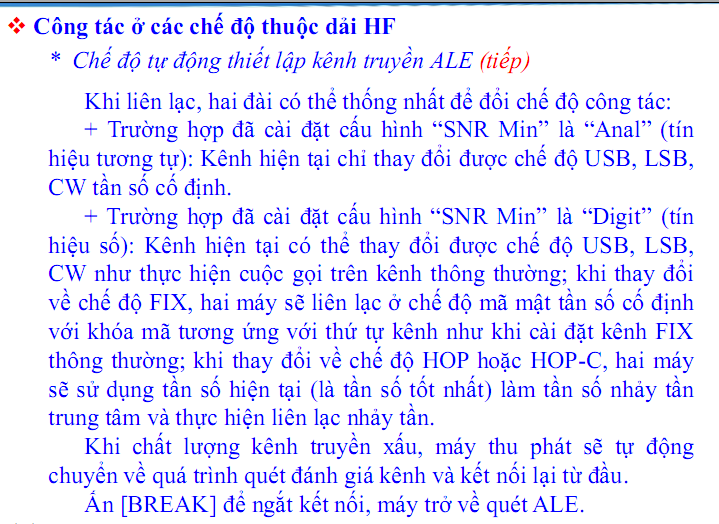 ❖ Công tác ở các chế độ thuộc dải HF
* Chế độ tự động thiết lập kênh truyền ALE (tiếp)
Khi liên lạc, hai đài có thể thống nhất để đổi chế độ công tác:
+ Trường hợp đã cài đặt cấu hình “SNR Min” là “Anal” (tín
hiệu tương tự): Kênh hiện tại chỉ thay đổi được chế độ USB, LSB,
CW tần số cố định.
+ Trường hợp đã cài đặt cấu hình “SNR Min” là “Digit” (tín
hiệu số): Kênh hiện tại có thể thay đổi được chế độ USB, LSB,
CW như thực hiện cuộc gọi trên kênh thông thường; khi thay đổi
về chế độ FIX, hai máy sẽ liên lạc ở chế độ mã mật tần số cố định
với khóa mã tương ứng với thứ tự kênh như khi cài đặt kênh FIX
thông thường; khi thay đổi về chế độ HOP hoặc HOP-C, hai máy
sẽ sử dụng tần số hiện tại (là tần số tốt nhất) làm tần số nhảy tần
trung tâm và thực hiện liên lạc nhảy tần.
Khi chất lượng kênh truyền xấu, máy thu phát sẽ tự động
chuyển về quá trình quét đánh giá kênh và kết nối lại từ đầu.
Ấn [BREAK] để ngắt kết nối, máy trở về quét ALE.